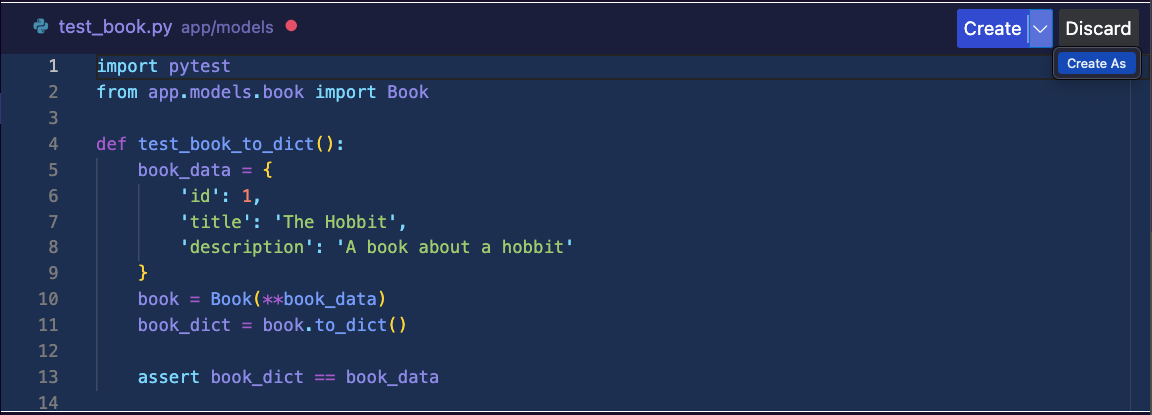 test_book.py app/models
Create Discard
Create As
1 import pytest
2 from app.models.book import Book
3
4 def test_book_to_dict():
5     book_data = {
6         'id': 1,
7         'title': 'The Hobbit',
8         'description': 'A book about a hobbit'
9     }
10     book = Book(**book_data)
11     book_dict = book.to_dict()
12
13     assert book_dict == book_data
14